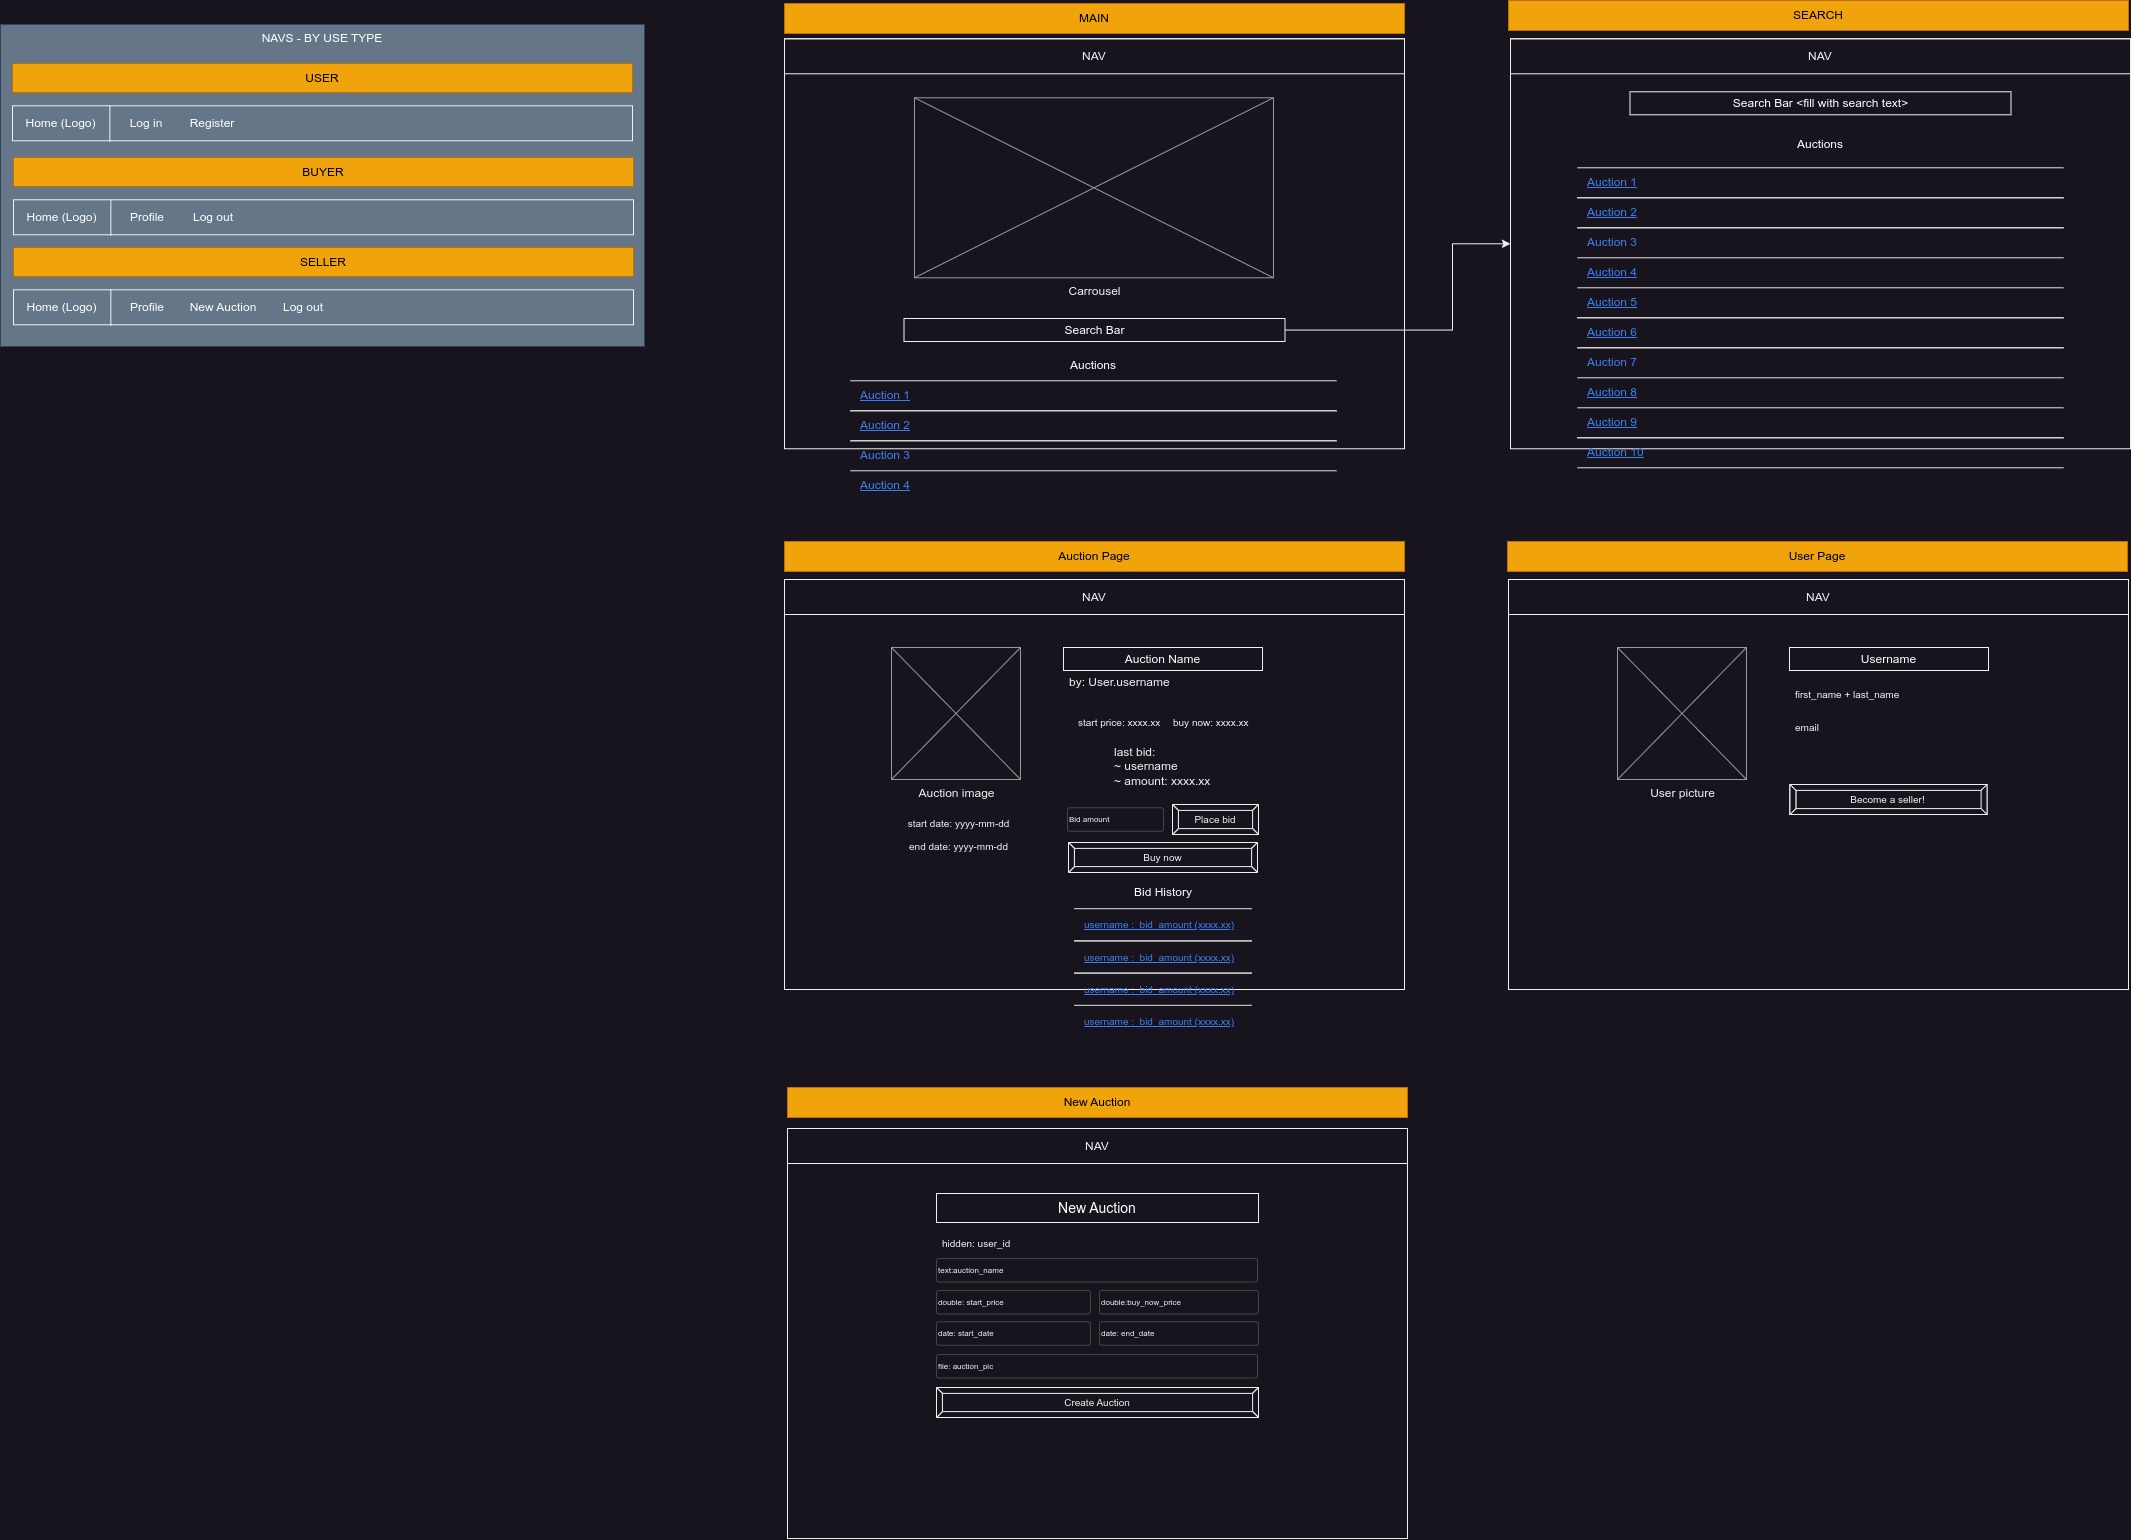 NAVS - BY USE TYPE
USER
Home (Logo) Log in Register
BUYER
Home (Logo) Profile Log out
SELLER
Home (Logo) Profile New Auction Log out
MAIN
NAV
Carrousel
Search Bar
Auctions
Auction 1
Auction 2
Auction 3
Auction 4
SEARCH
NAV
Search Bar <fill with search text>
Auctions
Auction 1
Auction 2
Auction 3
Auction 4
Auction 5
Auction 6
Auction 7
Auction 8
Auction 9
Auction 10
Auction Page
NAV
Auction image
start date: yyyy-mm-dd
end date: yyyy-mm-dd
Auction Name
by: User.username
start price: xxxx.xx buy now: xxxx.xx
last bid:
~ username
~ amount: xxxx.xx
Bid amount Place bid
Buy now
Bid History
username : bid_amount (xxxx.xx)
username : bid_amount (xxxx.xx)
username : bid_amount (xxxx.xx)
username : bid_amount (xxxx.xx)
User Page
NAV
User picture
Username
first_name + last_name
email
Become a seller!
New Auction
NAV
New Auction
hidden: user_id
text:auction_name
double: start_price double:buy_now_price
date: start_date date: end_date
file: auction_pic
Create Auction